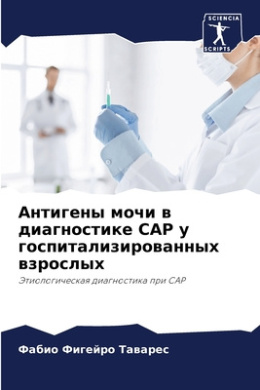 SCIENCIA
SCRIPTS
Антигены мочи в
диагностике САР у
госпитализированных
взрослых
Этиологическая диагностика при САР
Фабио Фигейро Таварес